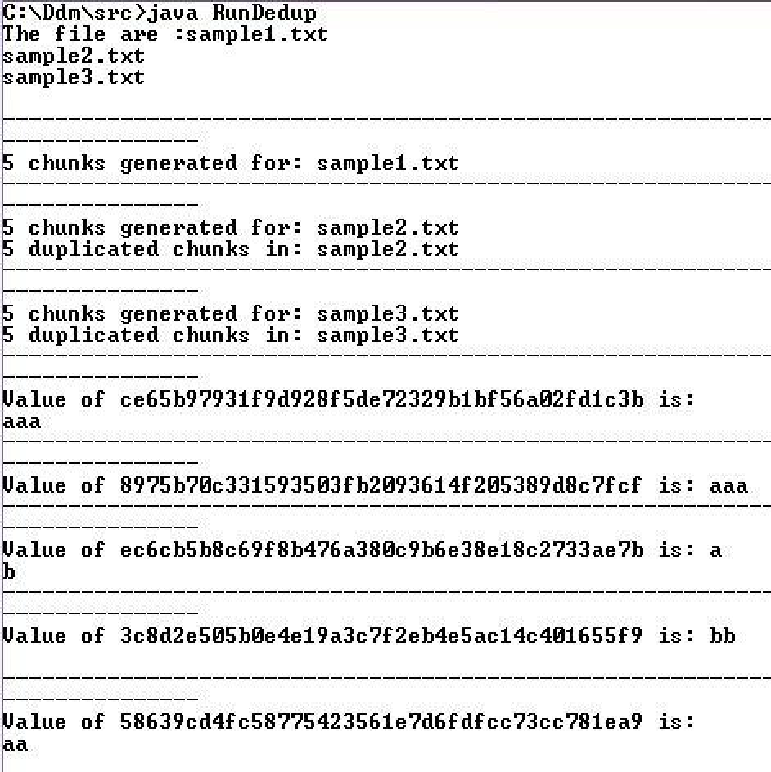 C:\Ddm\src>java RunDedup
The file are :sample1.txt
sample2.txt
sample3.txt
-----------------------------------------------------------
---------------
5 chunks generated for: sample1.txt
-----------------------------------------------------------
---------------
5 chunks generated for: sample2.txt
5 duplicated chunks in: sample2.txt
-----------------------------------------------------------
---------------
5 chunks generated for: sample3.txt
5 duplicated chunks in: sample3.txt
-----------------------------------------------------------
---------------
Value of ce65b97931f9d928f5de72329b1bf56a02fd1c3b is:
aaa
-----------------------------------------------------------
---------------
Value of 8975b70c331593503fb2093614f205389d8c7fcf is: aaa
-----------------------------------------------------------
---------------
Value of ec6cb5b8c69f8b476a380c9b6e38e18c2733ae7b is: a
b
-----------------------------------------------------------
---------------
Value of 3c8d2e505b0e4e19a3c7f2eb4e5ac14c401655f9 is: bb
-----------------------------------------------------------
---------------
Value of 58639cd4fc58775423561e7d6fdfcc73cc781ea9 is:
aa